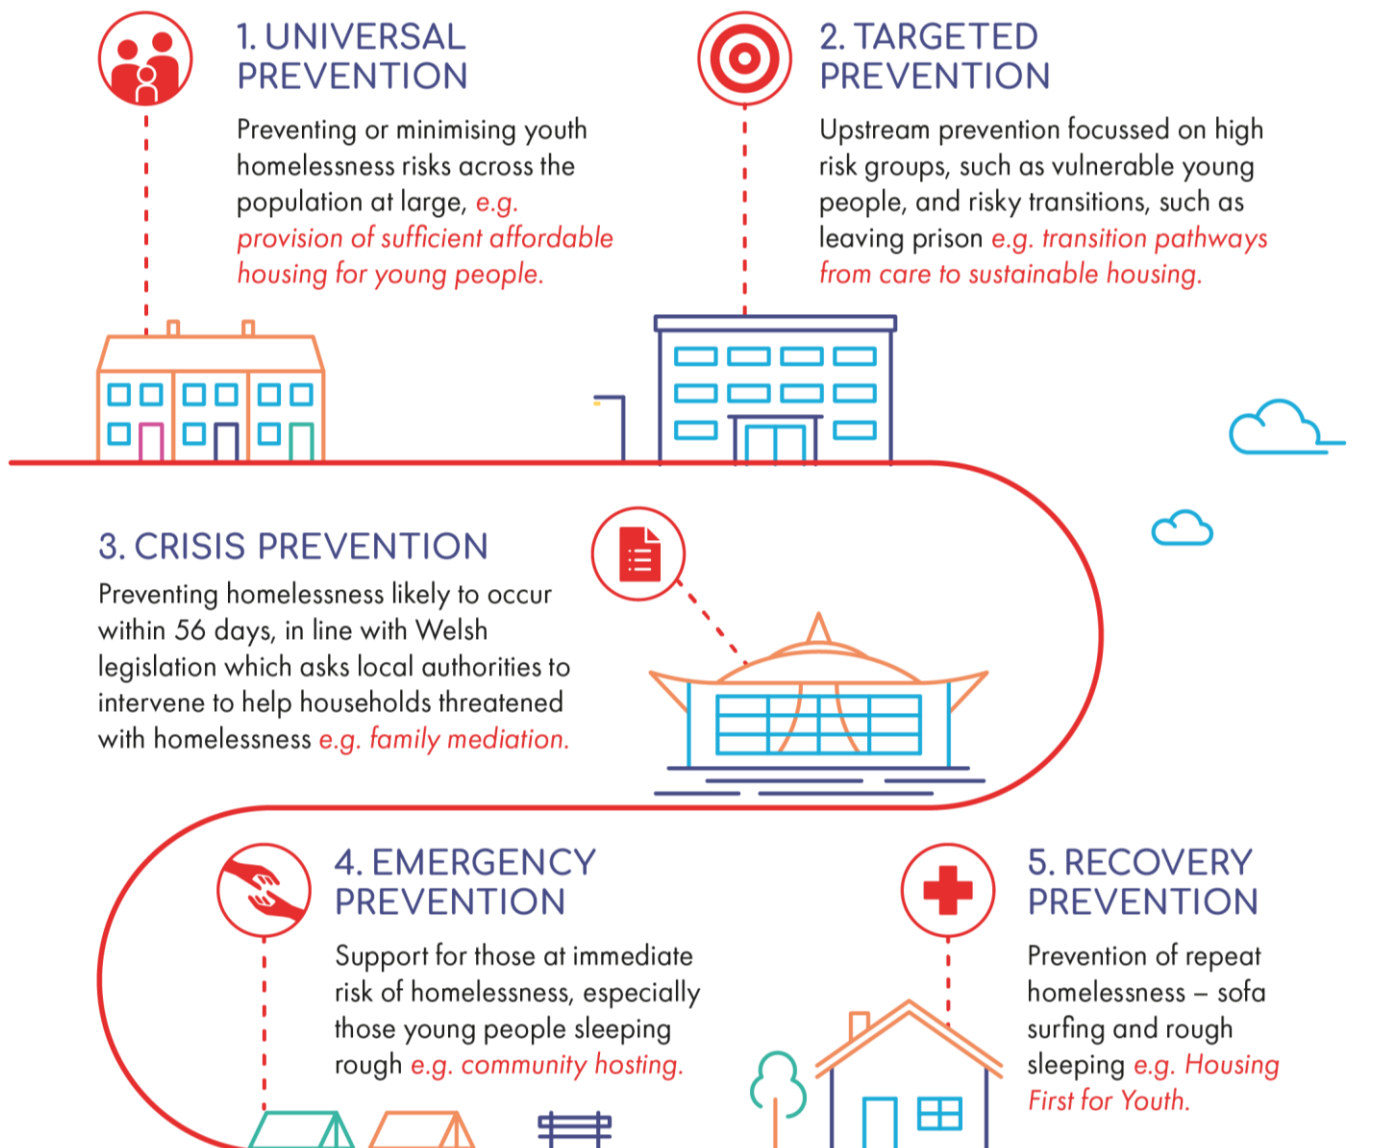 1. UNIVERSAL
PREVENTION
Preventing or minimising youth
homelessness risks across the
population at large, e.g.
provision of sufficient affordable
housing for young people.
2. TARGETED
PREVENTION
Upstream prevention focussed on high
risk groups, such as vulnerable young
people, and risky transitions, such as
leaving prison e.g. transition pathways
from care to sustainable housing.
3. CRISIS PREVENTION
Preventing homelessness likely to occur
within 56 days, in line with Welsh
legislation which asks local authorities to
intervene to help households threatened
with homelessness e.g. family mediation.
4. EMERGENCY
PREVENTION
Support for those at immediate
risk of homelessness, especially
those young people sleeping
rough e.g. community hosting.
5. RECOVERY
PREVENTION
Prevention of repeat
homelessness – sofa
surfing and rough
sleeping e.g. Housing
First for Youth.